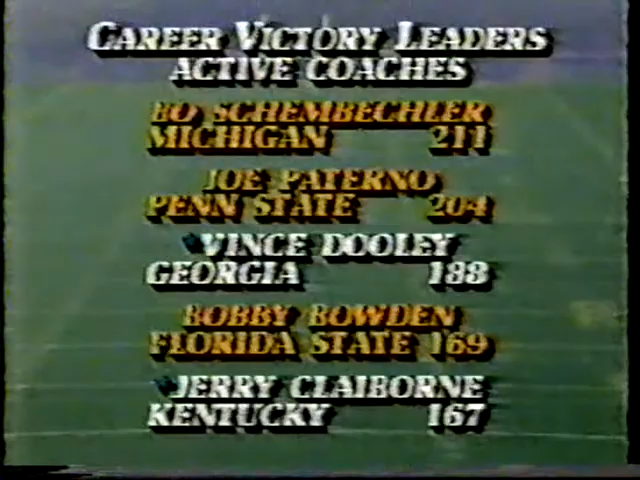 CAREER VICTORY LEADERS
ACTIVE COACHES
BO SCHEMBECHLER
MICHIGAN 211
JOE PATERNO
PENN STATE 204
*VINCE DOOLEY
GEORGIA 188
BOBBY BOWDEN
FLORIDA STATE 169
*JERRY CLAIBORNE
KENTUCKY 167